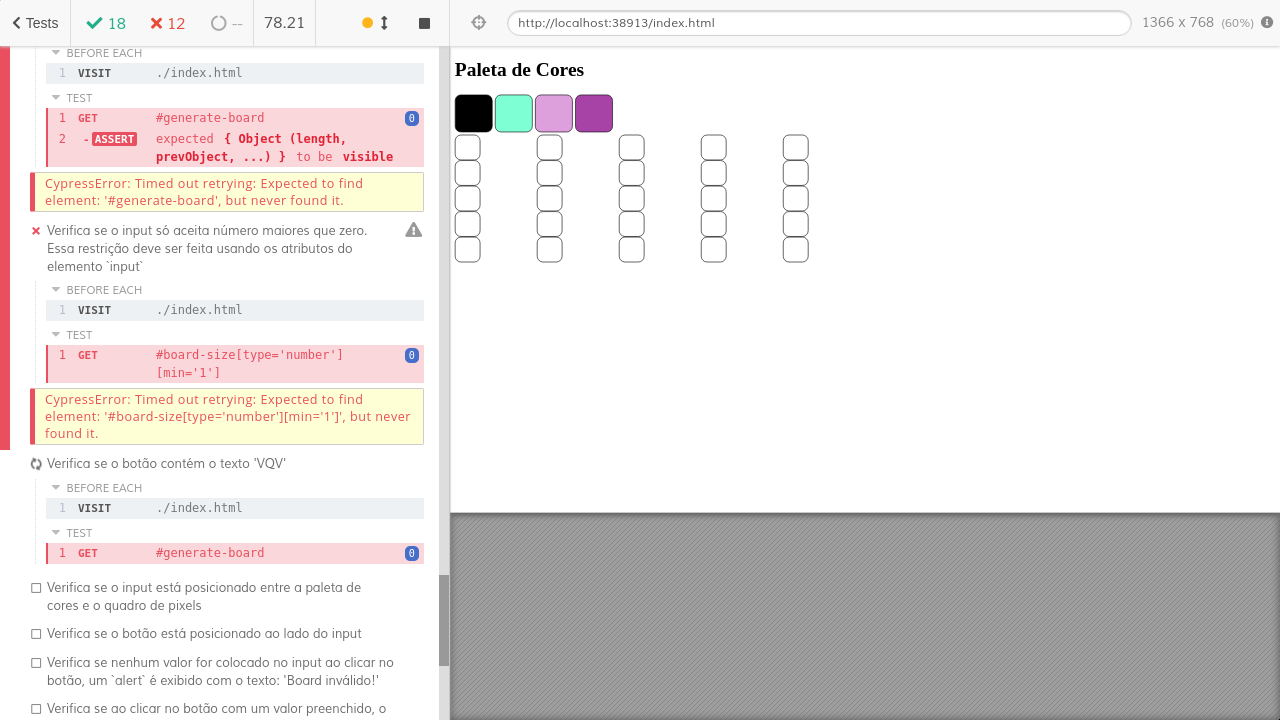 Tests 18 12 -- 78.21 http://localhost:38913/index.html 1366 x 768 (60%)
BEFORE EACH
1 VISIT ./index.html
TEST
1 GET #generate-board 0
2 - ASSERT expected { Object (length,
prevObject, ...) } to be visible
CypressError: Timed out retrying: Expected to find
element: '#generate-board', but never found it.
Verifica se o input só aceita número maiores que zero.
Essa restrição deve ser feita usando os atributos do
elemento `input`
BEFORE EACH
1 VISIT ./index.html
TEST
1 GET #board-size[type='number'] 0
[min='1']
CypressError: Timed out retrying: Expected to find
element: '#board-size[type='number'][min='1']', but never
found it.
Verifica se o botão contém o texto 'VQV'
BEFORE EACH
1 VISIT ./index.html
TEST
1 GET #generate-board 0
Verifica se o input está posicionado entre a paleta de
cores e o quadro de pixels
Verifica se o botão está posicionado ao lado do input
Verifica se nenhum valor for colocado no input ao clicar no
botão, um `alert` é exibido com o texto: 'Board inválido!'
Verifica se ao clicar no botão com um valor preenchido, o
Paleta de Cores